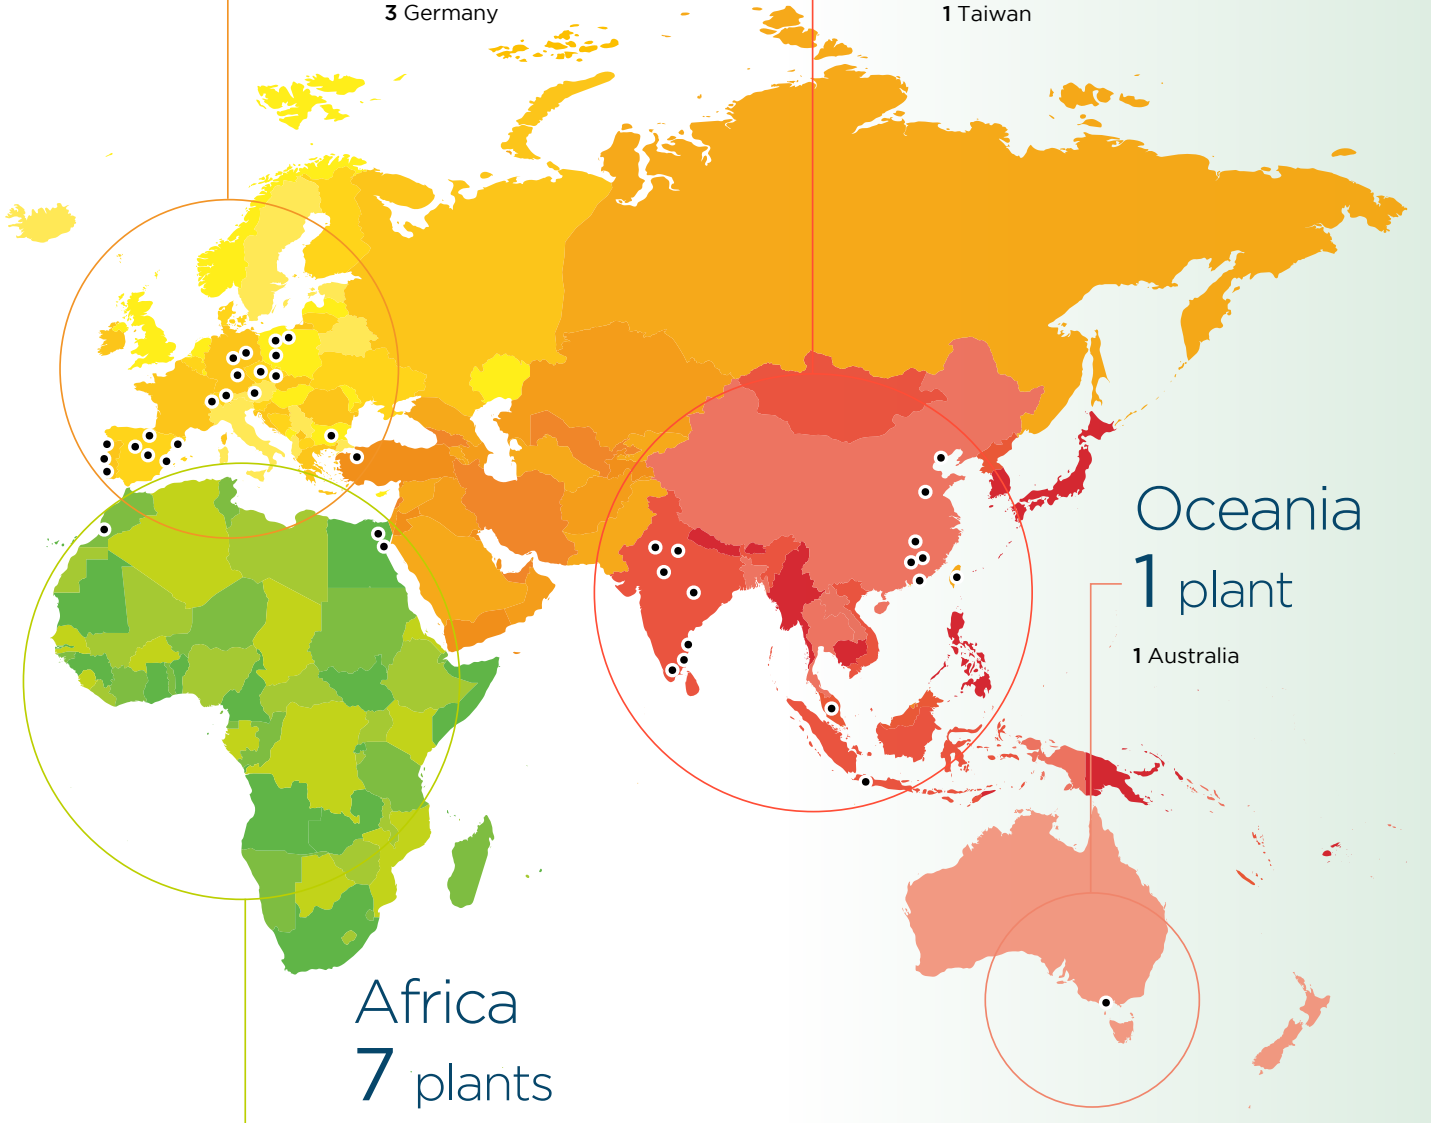 3 Germany
1 Taiwan
Oceania
1 plant
1 Australia
Africa
7 plants